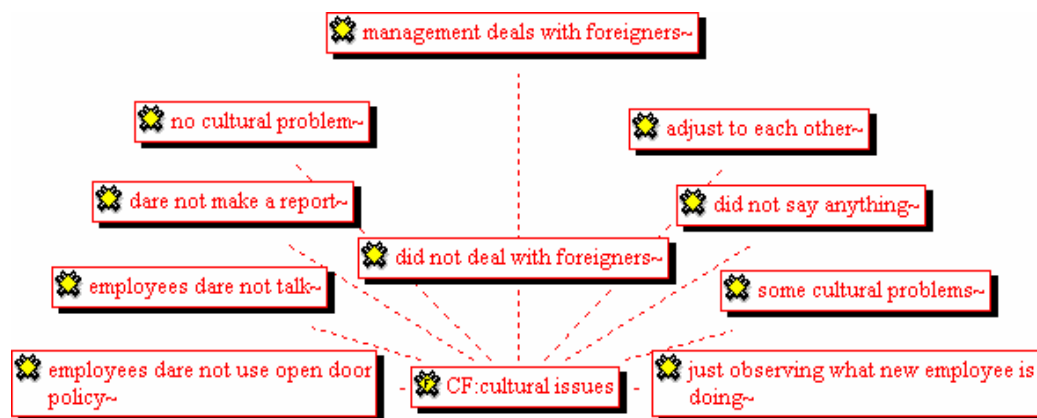 management deals with foreigners~
no cultural problem~
adjust to each other~
dare not make a report~
did not say anything~
did not deal with foreigners~
employees dare not talk~
some cultural problems~
employees dare not use open door
policy~
CF:cultural issues
just observing what new employee is
doing~